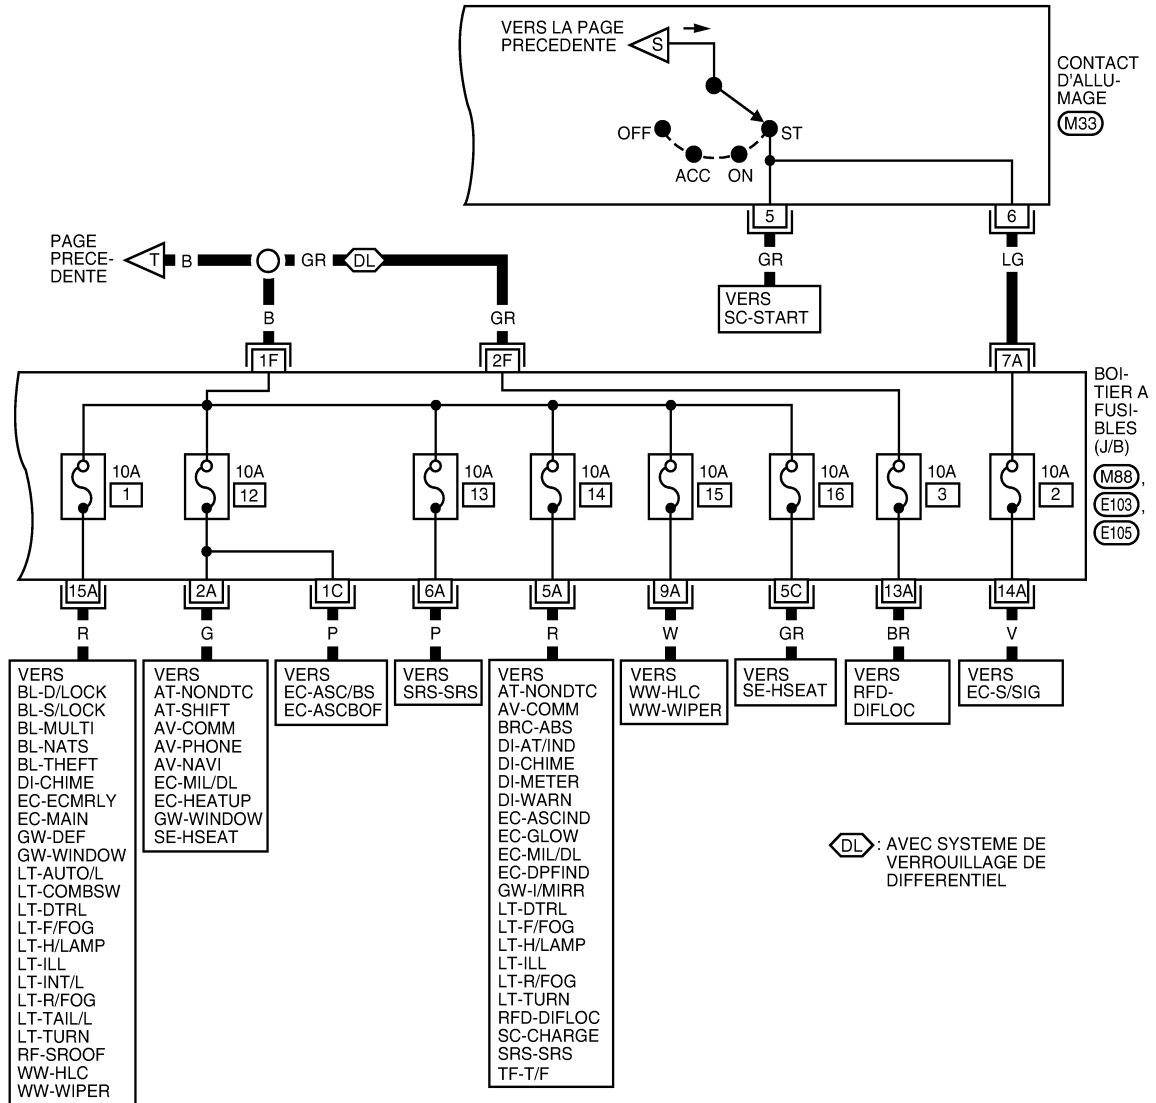 VERS LA PAGE
PRECEDENTE
S
OFF
ACC
ON
ST
CONTACT
D'ALLU-
MAGE
M33
5
6
GR
LG
VERS
SC-START
PAGE
PRECE-
DENTE
T
B
GR
DL
B
GR
1F
2F
7A
BOI-
TIER A
FUSI-
BLES
(J/B)
M88 ,
E103 ,
E105
10A
1
10A
12
10A
13
10A
14
10A
15
10A
16
10A
3
10A
2
15A
2A
1C
6A
5A
9A
5C
13A
14A
R
G
P
P
R
W
GR
BR
V
VERS
BL-D/LOCK
BL-S/LOCK
BL-MULTI
BL-NATS
BL-THEFT
DI-CHIME
EC-ECMRLY
EC-MAIN
GW-DEF
GW-WINDOW
LT-AUTO/L
LT-COMBSW
LT-DTRL
LT-F/FOG
LT-H/LAMP
LT-ILL
LT-INT/L
LT-R/FOG
LT-TAIL/L
LT-TURN
RF-SROOF
WW-HLC
WW-WIPER
VERS
AT-NONDTC
AT-SHIFT
AV-COMM
AV-PHONE
AV-NAVI
EC-MIL/DL
EC-HEATUP
GW-WINDOW
SE-HSEAT
VERS
EC-ASC/BS
EC-ASCBOF
VERS
SRS-SRS
VERS
AT-NONDTC
AV-COMM
BRC-ABS
DI-AT/IND
DI-CHIME
DI-METER
DI-WARN
EC-ASCIND
EC-GLOW
EC-MIL/DL
EC-DPFIND
GW-I/MIRR
LT-DTRL
LT-F/FOG
LT-H/LAMP
LT-ILL
LT-R/FOG
LT-TURN
RFD-DIFLOC
SC-CHARGE
SRS-SRS
TF-T/F
VERS
WW-HLC
WW-WIPER
VERS
SE-HSEAT
VERS
RFD-
DIFLOC
VERS
EC-S/SIG
DL : AVEC SYSTEME DE
VERROUILLAGE DE
DIFFERENTIEL